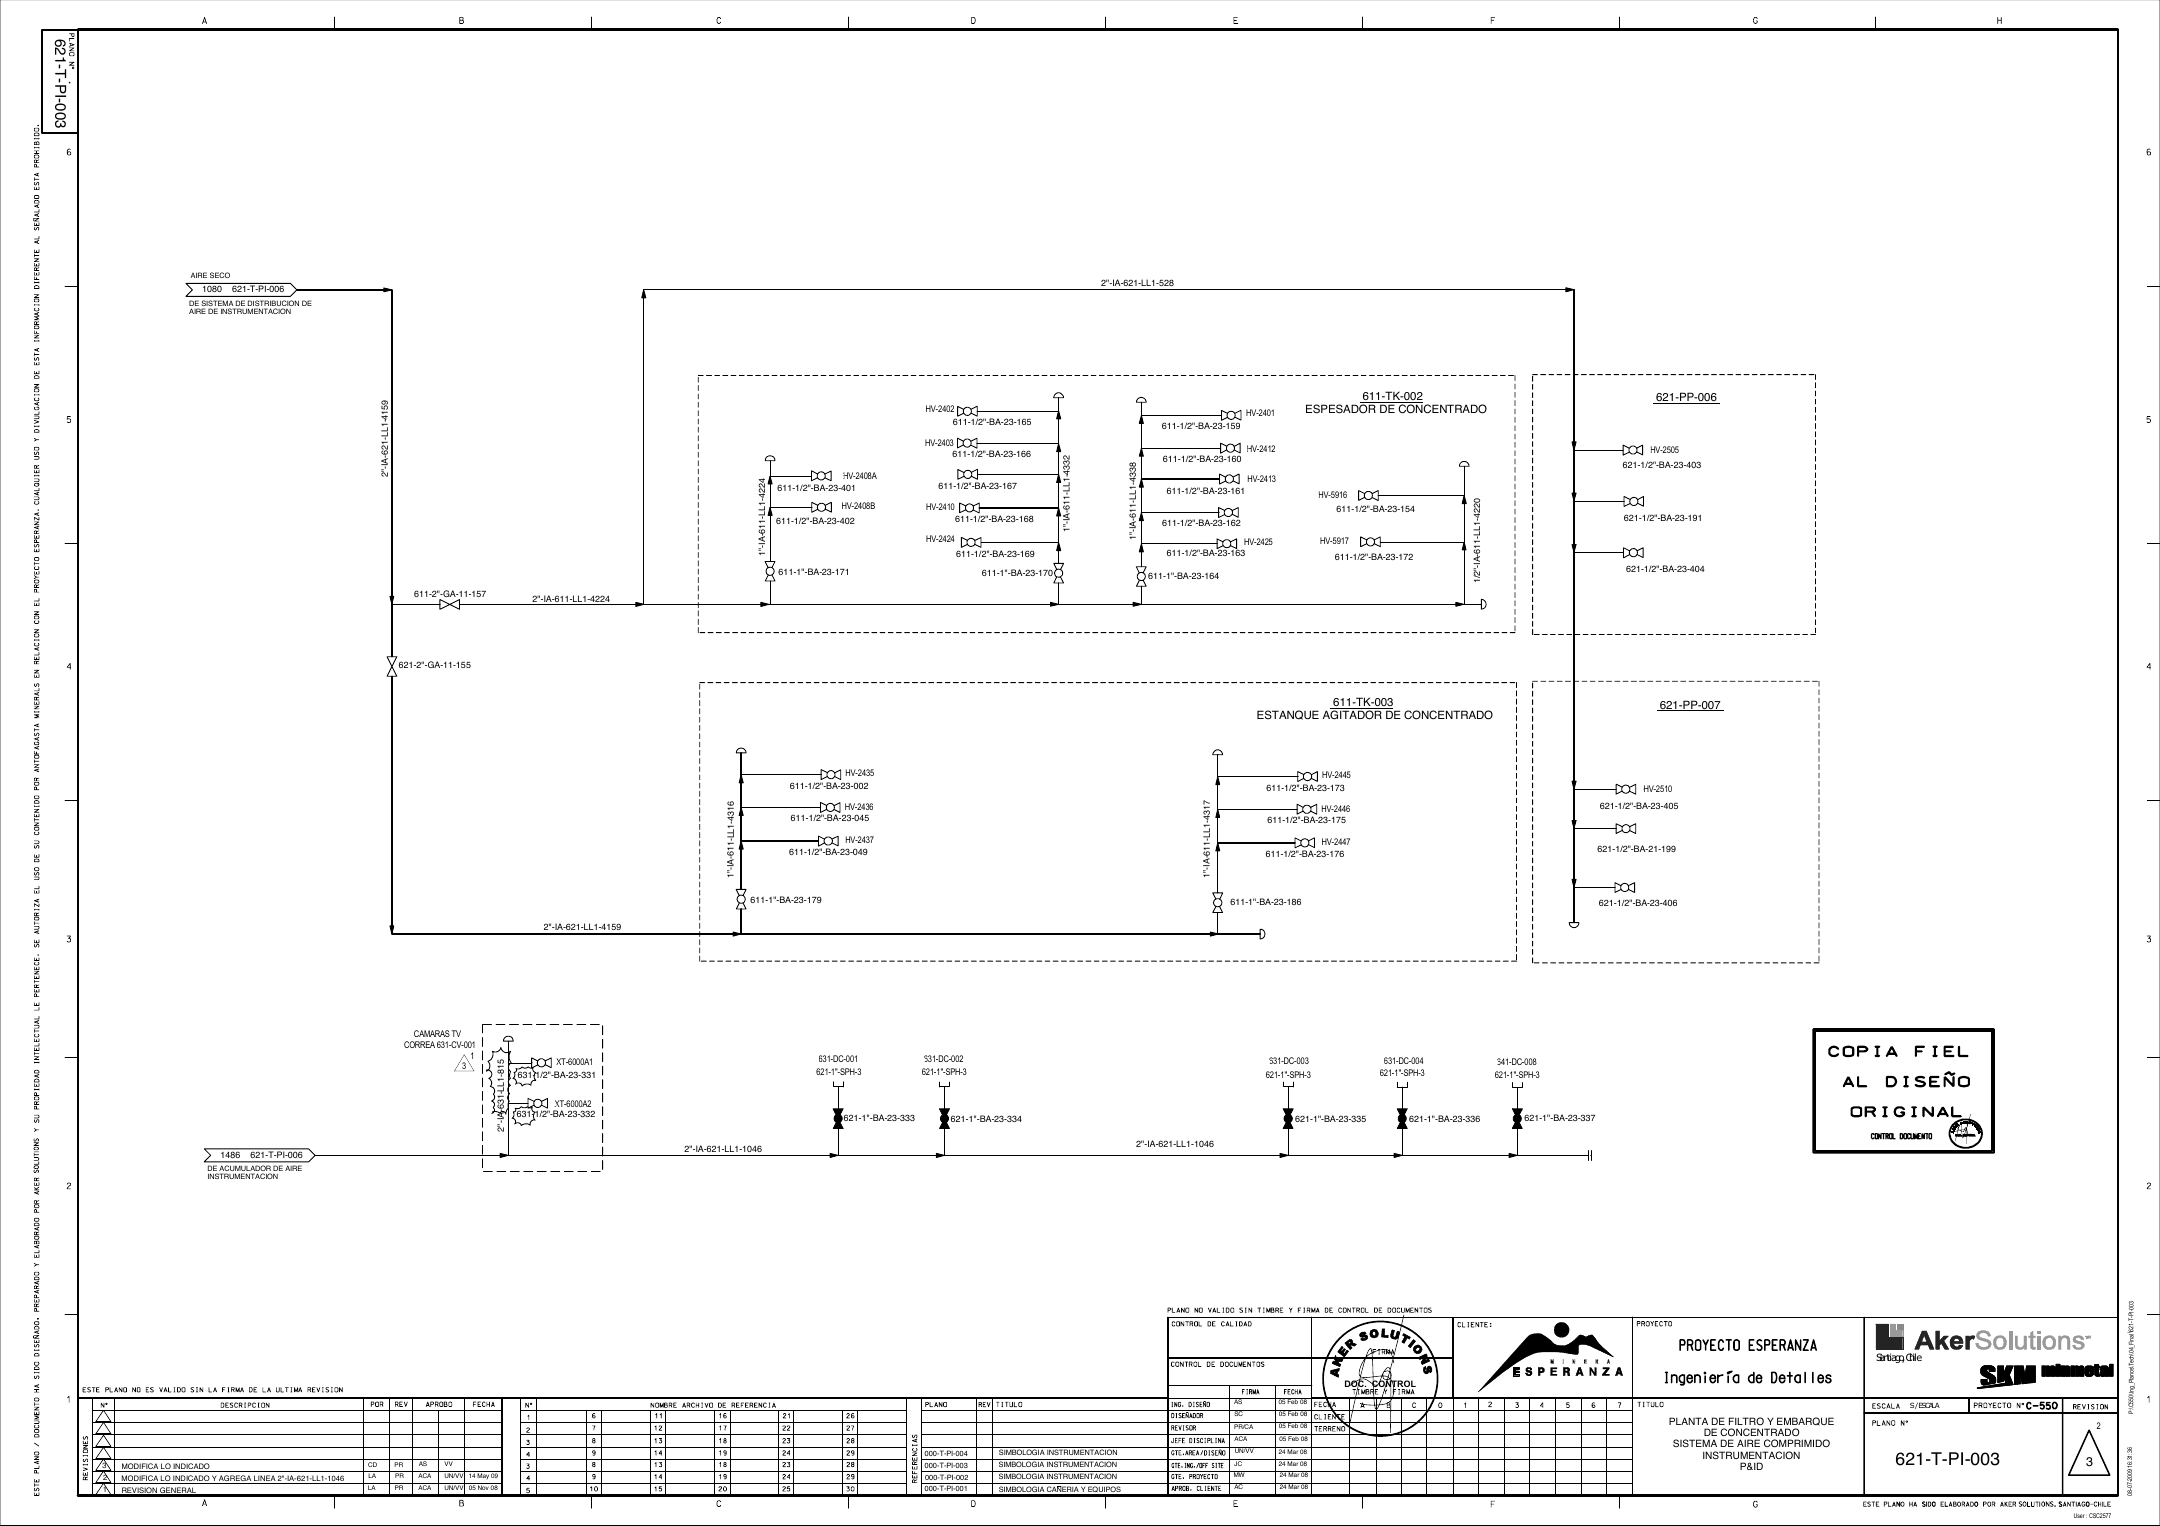 A B C D E F G H
PLANO Nº
621-T-PI-003
ESTE PLANO / DOCUMENTO HA SIDO DISEÑADO, PREPARADO Y ELABORADO POR AKER SOLUTIONS Y SU PROPIEDAD INTELECTUAL LE PERTENECE. SE AUTORIZA EL USO DE SU CONTENIDO POR ANTOFAGASTA MINERALS EN RELACION CON EL PROYECTO ESPERANZA. CUALQUIER USO Y DIVULGACION DE ESTA INFORMACION DIFERENTE AL SEÑALADO ESTA PROHIBIDO.
6 6
5 5
4 4
3 3
2 2
1 1
AIRE SECO
1080 621-T-PI-006
DE SISTEMA DE DISTRIBUCION DE
AIRE DE INSTRUMENTACION
2"-IA-621-LL1-4159
2"-IA-621-LL1-528
611-2"-GA-11-157
2"-IA-611-LL1-4224
621-2"-GA-11-155
611-TK-002
ESPESADOR DE CONCENTRADO
1"-IA-611-LL1-4224
HV-2408A
611-1/2"-BA-23-401
HV-2408B
611-1/2"-BA-23-402
611-1"-BA-23-171
HV-2402
611-1/2"-BA-23-165
HV-2403
611-1/2"-BA-23-166
611-1/2"-BA-23-167
HV-2410
611-1/2"-BA-23-168
HV-2424
611-1/2"-BA-23-169
611-1"-BA-23-170
1"-IA-611-LL1-4332
1"-IA-611-LL1-4338
HV-2401
611-1/2"-BA-23-159
HV-2412
611-1/2"-BA-23-160
HV-2413
611-1/2"-BA-23-161
611-1/2"-BA-23-162
HV-2425
611-1/2"-BA-23-163
611-1"-BA-23-164
HV-5916
611-1/2"-BA-23-154
HV-5917
611-1/2"-BA-23-172
1/2"-IA-611-LL1-4220
621-PP-006
HV-2505
621-1/2"-BA-23-403
621-1/2"-BA-23-191
621-1/2"-BA-23-404
611-TK-003
ESTANQUE AGITADOR DE CONCENTRADO
1"-IA-611-LL1-4316
HV-2435
611-1/2"-BA-23-002
HV-2436
611-1/2"-BA-23-045
HV-2437
611-1/2"-BA-23-049
611-1"-BA-23-179
1"-IA-611-LL1-4317
HV-2445
611-1/2"-BA-23-173
HV-2446
611-1/2"-BA-23-175
HV-2447
611-1/2"-BA-23-176
611-1"-BA-23-186
2"-IA-621-LL1-4159
621-PP-007
HV-2510
621-1/2"-BA-23-405
621-1/2"-BA-21-199
621-1/2"-BA-23-406
CAMARAS TV
CORREA 631-CV-001
1
3
2"-IA-631-LL1-815
XT-6000A1
631-1/2"-BA-23-331
XT-6000A2
631-1/2"-BA-23-332
1486 621-T-PI-006
DE ACUMULADOR DE AIRE
INSTRUMENTACION
2"-IA-621-LL1-1046
631-DC-001
621-1"-SPH-3
621-1"-BA-23-333
S31-DC-002
621-1"-SPH-3
621-1"-BA-23-334
2"-IA-621-LL1-1046
S31-DC-003
621-1"-SPH-3
621-1"-BA-23-335
631-DC-004
621-1"-SPH-3
621-1"-BA-23-336
S41-DC-008
621-1"-SPH-3
621-1"-BA-23-337
COPIA FIEL
AL DISEÑO
ORIGINAL
CONTROL DOCUMENTO
PLANO NO VALIDO SIN TIMBRE Y FIRMA DE CONTROL DE DOCUMENTOS
CONTROL DE CALIDAD
CONTROL DE DOCUMENTOS
AKER SOLUTIONS
FIRMA
DOC. CONTROL
TIMBRE Y FIRMA
CLIENTE:
MINERA
ESPERANZA
PROYECTO
PROYECTO ESPERANZA
Ingeniería de Detalles
AkerSolutions
Santiago, Chile
SKM minmetal
ESTE PLANO NO ES VALIDO SIN LA FIRMA DE LA ULTIMA REVISION
REVISIONES
Nº DESCRIPCION POR REV APROBO FECHA
3 MODIFICA LO INDICADO CD PR AS VV
2 MODIFICA LO INDICADO Y AGREGA LINEA 2"-IA-621-LL1-1046 LA PR ACA UN/VV 14 May 09
1 REVISION GENERAL LA PR ACA UN/VV 05 Nov 08
Nº NOMBRE ARCHIVO DE REFERENCIA
1 6 11 16 21 26
2 7 12 17 22 27
3 8 13 18 23 28
4 9 14 19 24 29
3 8 13 18 23 28
4 9 14 19 24 29
5 10 15 20 25 30
REFERENCIAS
PLANO REV TITULO
000-T-PI-004 SIMBOLOGIA INSTRUMENTACION
000-T-PI-003 SIMBOLOGIA INSTRUMENTACION
000-T-PI-002 SIMBOLOGIA INSTRUMENTACION
000-T-PI-001 SIMBOLOGIA CAÑERIA Y EQUIPOS
FIRMA FECHA
ING. DISEÑO AS 05 Feb 08
DISEÑADOR SC 05 Feb 08
REVISOR PR/CA 05 Feb 08
JEFE DISCIPLINA ACA 05 Feb 08
GTE.AREA/DISEÑO UN/VV 24 Mar 08
GTE.ING./OFF SITE JC 24 Mar 08
GTE. PROYECTO MW 24 Mar 08
APROB. CLIENTE AC 24 Mar 08
FECHA A B C 0 1 2 3 4 5 6 7
CLIENTE
TERRENO
TITULO
PLANTA DE FILTRO Y EMBARQUE
DE CONCENTRADO
SISTEMA DE AIRE COMPRIMIDO
INSTRUMENTACION
P&ID
ESCALA S/ESCALA
PROYECTO Nº C-550
REVISION
PLANO Nº
621-T-PI-003
2
3
A B C D E F G
ESTE PLANO HA SIDO ELABORADO POR AKER SOLUTIONS, SANTIAGO-CHILE
User : CSC2577